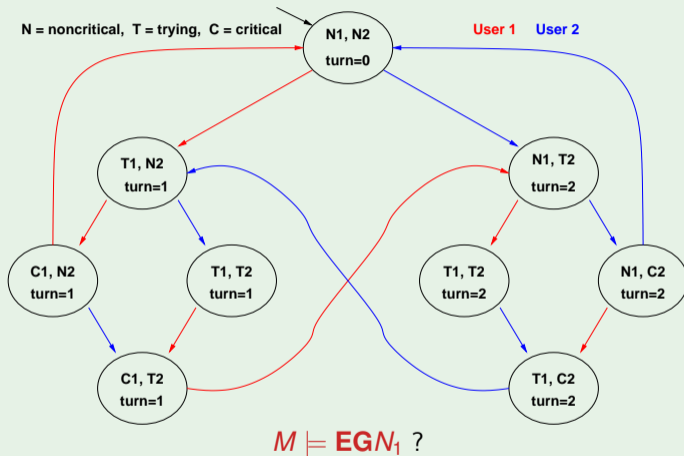 N = noncritical, T = trying, C = critical
User 1 User 2
N1, N2
turn=0
T1, N2
turn=1
N1, T2
turn=2
C1, N2
turn=1
T1, T2
turn=1
T1, T2
turn=2
N1, C2
turn=2
C1, T2
turn=1
T1, C2
turn=2
M ⊨ EGN₁ ?